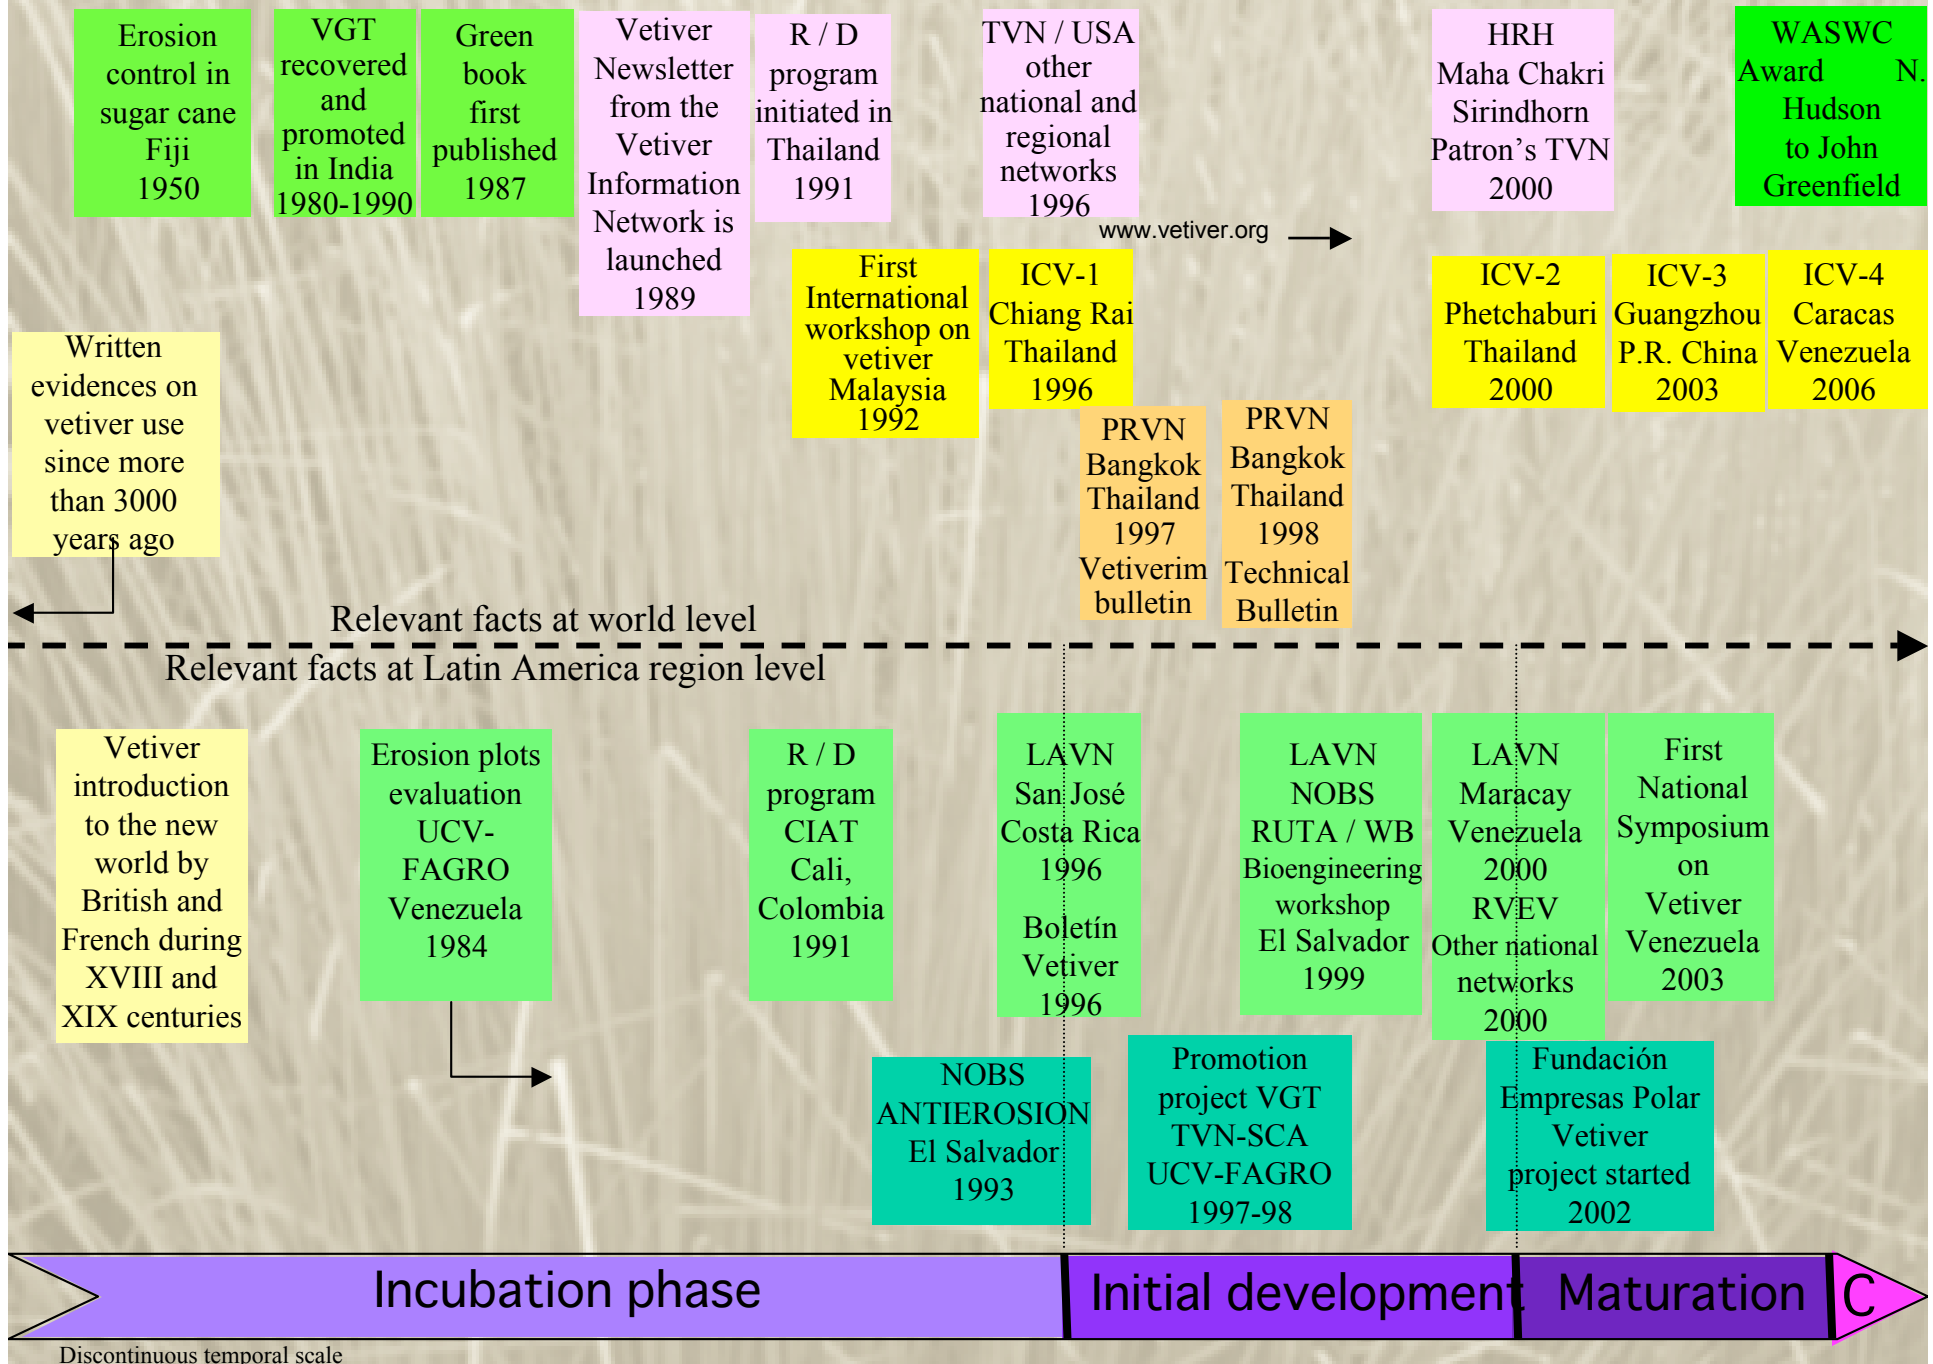 Erosion
control in
sugar cane
Fiji
1950
VGT
recovered
and
promoted
in India
1980-1990
Green
book
first
published
1987
Vetiver
Newsletter
from the
Vetiver
Information
Network is
launched
1989
R / D
program
initiated in
Thailand
1991
TVN / USA
other
national and
regional
networks
1996
www.vetiver.org
HRH
Maha Chakri
Sirindhorn
Patron’s TVN
2000
WASWC
Award N.
Hudson
to John
Greenfield
First
International
workshop on
vetiver
Malaysia
1992
ICV-1
Chiang Rai
Thailand
1996
ICV-2
Phetchaburi
Thailand
2000
ICV-3
Guangzhou
P.R. China
2003
ICV-4
Caracas
Venezuela
2006
Written
evidences on
vetiver use
since more
than 3000
years ago
PRVN
Bangkok
Thailand
1997
Vetiverim
bulletin
PRVN
Bangkok
Thailand
1998
Technical
Bulletin
Relevant facts at world level
Relevant facts at Latin America region level
Vetiver
introduction
to the new
world by
British and
French during
XVIII and
XIX centuries
Erosion plots
evaluation
UCV-
FAGRO
Venezuela
1984
R / D
program
CIAT
Cali,
Colombia
1991
LAVN
San José
Costa Rica
1996
Boletín
Vetiver
1996
LAVN
NOBS
RUTA / WB
Bioengineering
workshop
El Salvador
1999
LAVN
Maracay
Venezuela
2000
RVEV
Other national
networks
2000
First
National
Symposium
on
Vetiver
Venezuela
2003
NOBS
ANTIEROSION
El Salvador
1993
Promotion
project VGT
TVN-SCA
UCV-FAGRO
1997-98
Fundación
Empresas Polar
Vetiver
project started
2002
Incubation phase
Initial development
Maturation
C
Discontinuous temporal scale